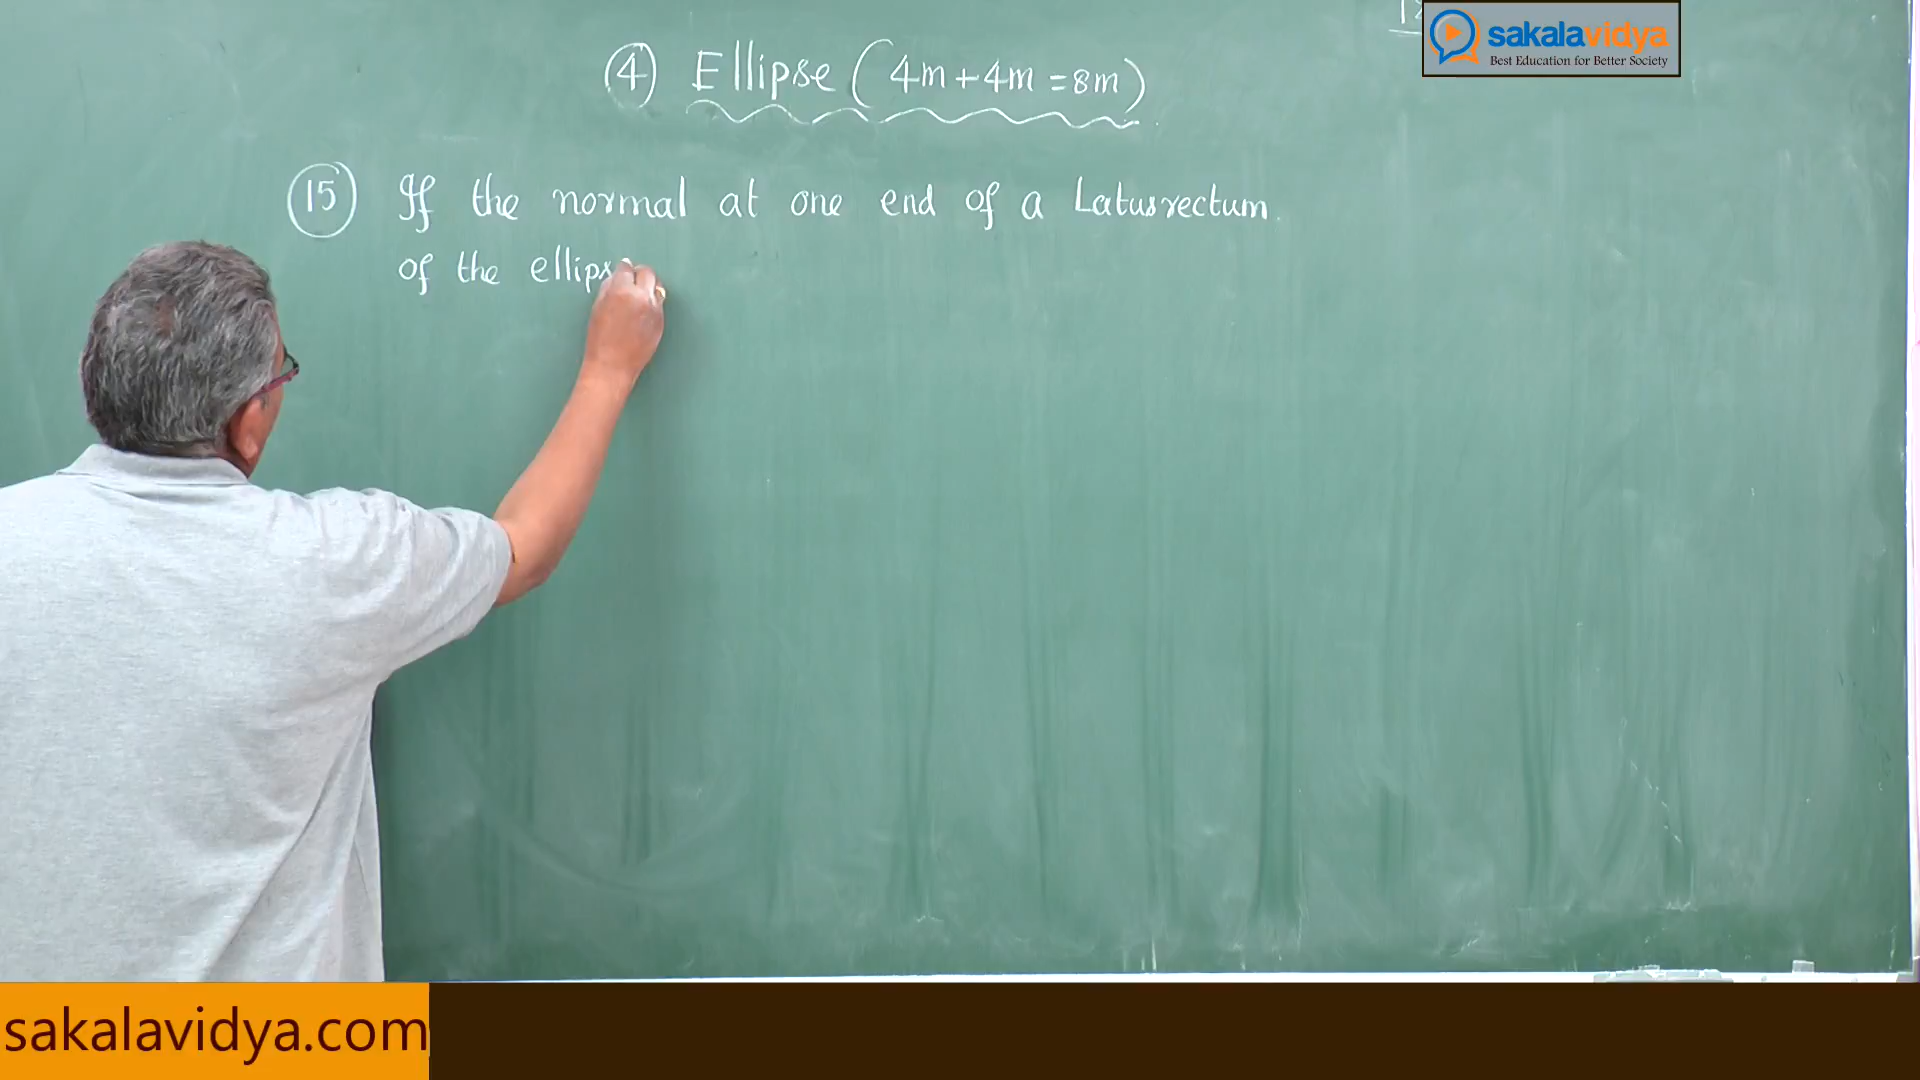 sakalavidya
Best Education for Better Society
④ Ellipse (4m+4m=8m)
⑮ If the normal at one end of a Latusrectum
of the ellipse
sakalavidya.com